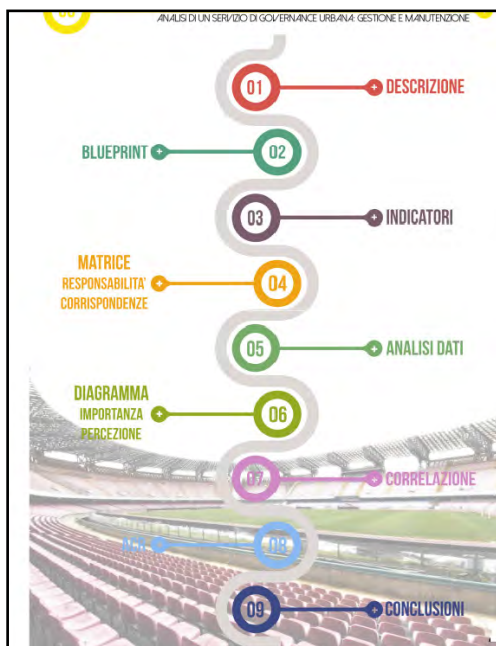 ANALISI DI UN SERVIZIO DI GOVERNANCE URBANA: GESTIONE E MANUTENZIONE
01
DESCRIZIONE
BLUEPRINT
02
03
INDICATORI
MATRICE
RESPONSABILITA'
CORRISPONDENZE
04
05
ANALISI DATI
DIAGRAMMA
IMPORTANZA
PERCEZIONE
06
07
CORRELAZIONE
08
09
CONCLUSIONI